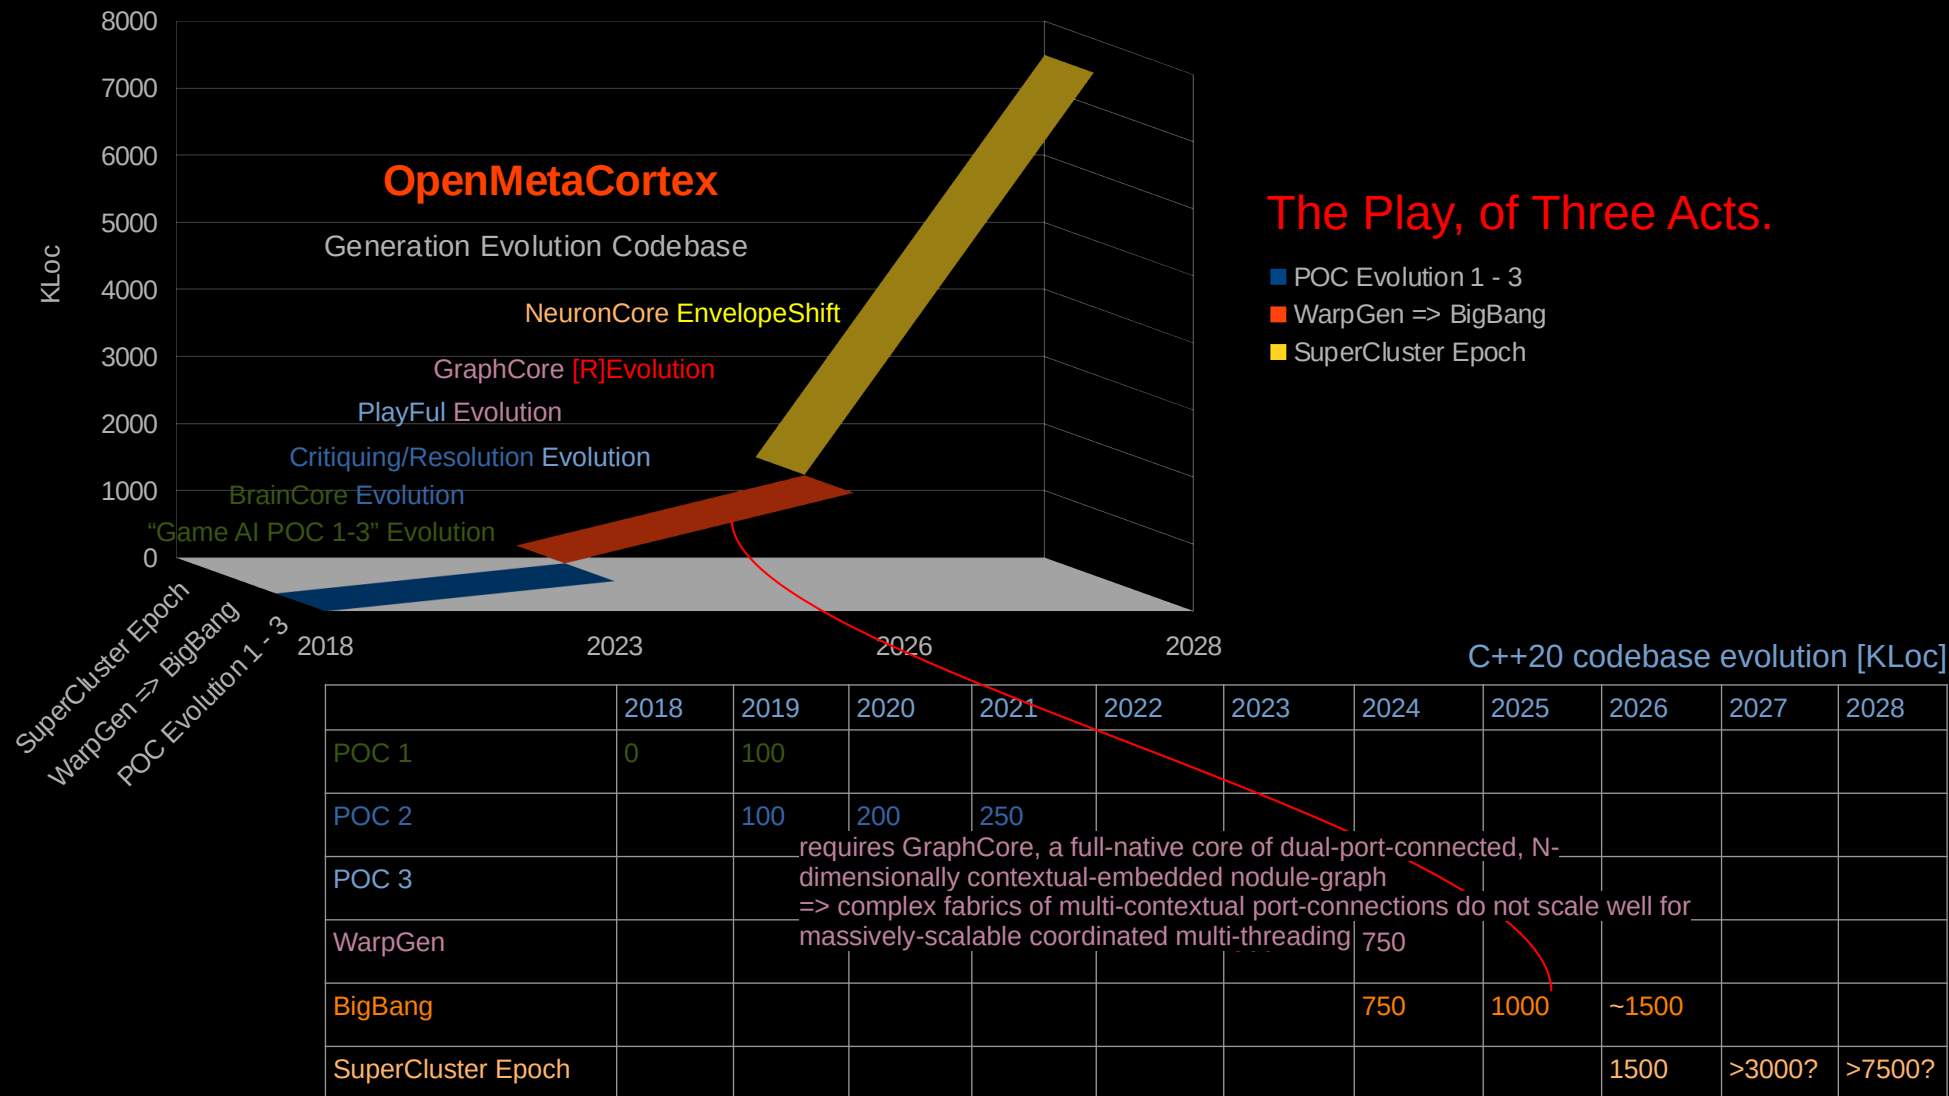 8000
7000
6000
5000
4000
3000
2000
1000
0
KLoc
OpenMetaCortex
Generation Evolution Codebase
NeuronCore EnvelopeShift
GraphCore [R]Evolution
PlayFul Evolution
Critiquing/Resolution Evolution
BrainCore Evolution
“Game AI POC 1-3” Evolution
The Play, of Three Acts.
POC Evolution 1 - 3
WarpGen => BigBang
SuperCluster Epoch
SuperCluster Epoch
WarpGen => BigBang
POC Evolution 1 - 3
2018 2023 2026 2028
C++20 codebase evolution [KLoc]
2018 2019 2020 2021 2022 2023 2024 2025 2026 2027 2028
POC 1 0 100
POC 2 100 200 250
requires GraphCore, a full-native core of dual-port-connected, N-
dimensionally contextual-embedded nodule-graph
=> complex fabrics of multi-contextual port-connections do not scale well for
massively-scalable coordinated multi-threading
POC 3
WarpGen 750
BigBang 750 1000 ~1500
SuperCluster Epoch 1500 >3000? >7500?